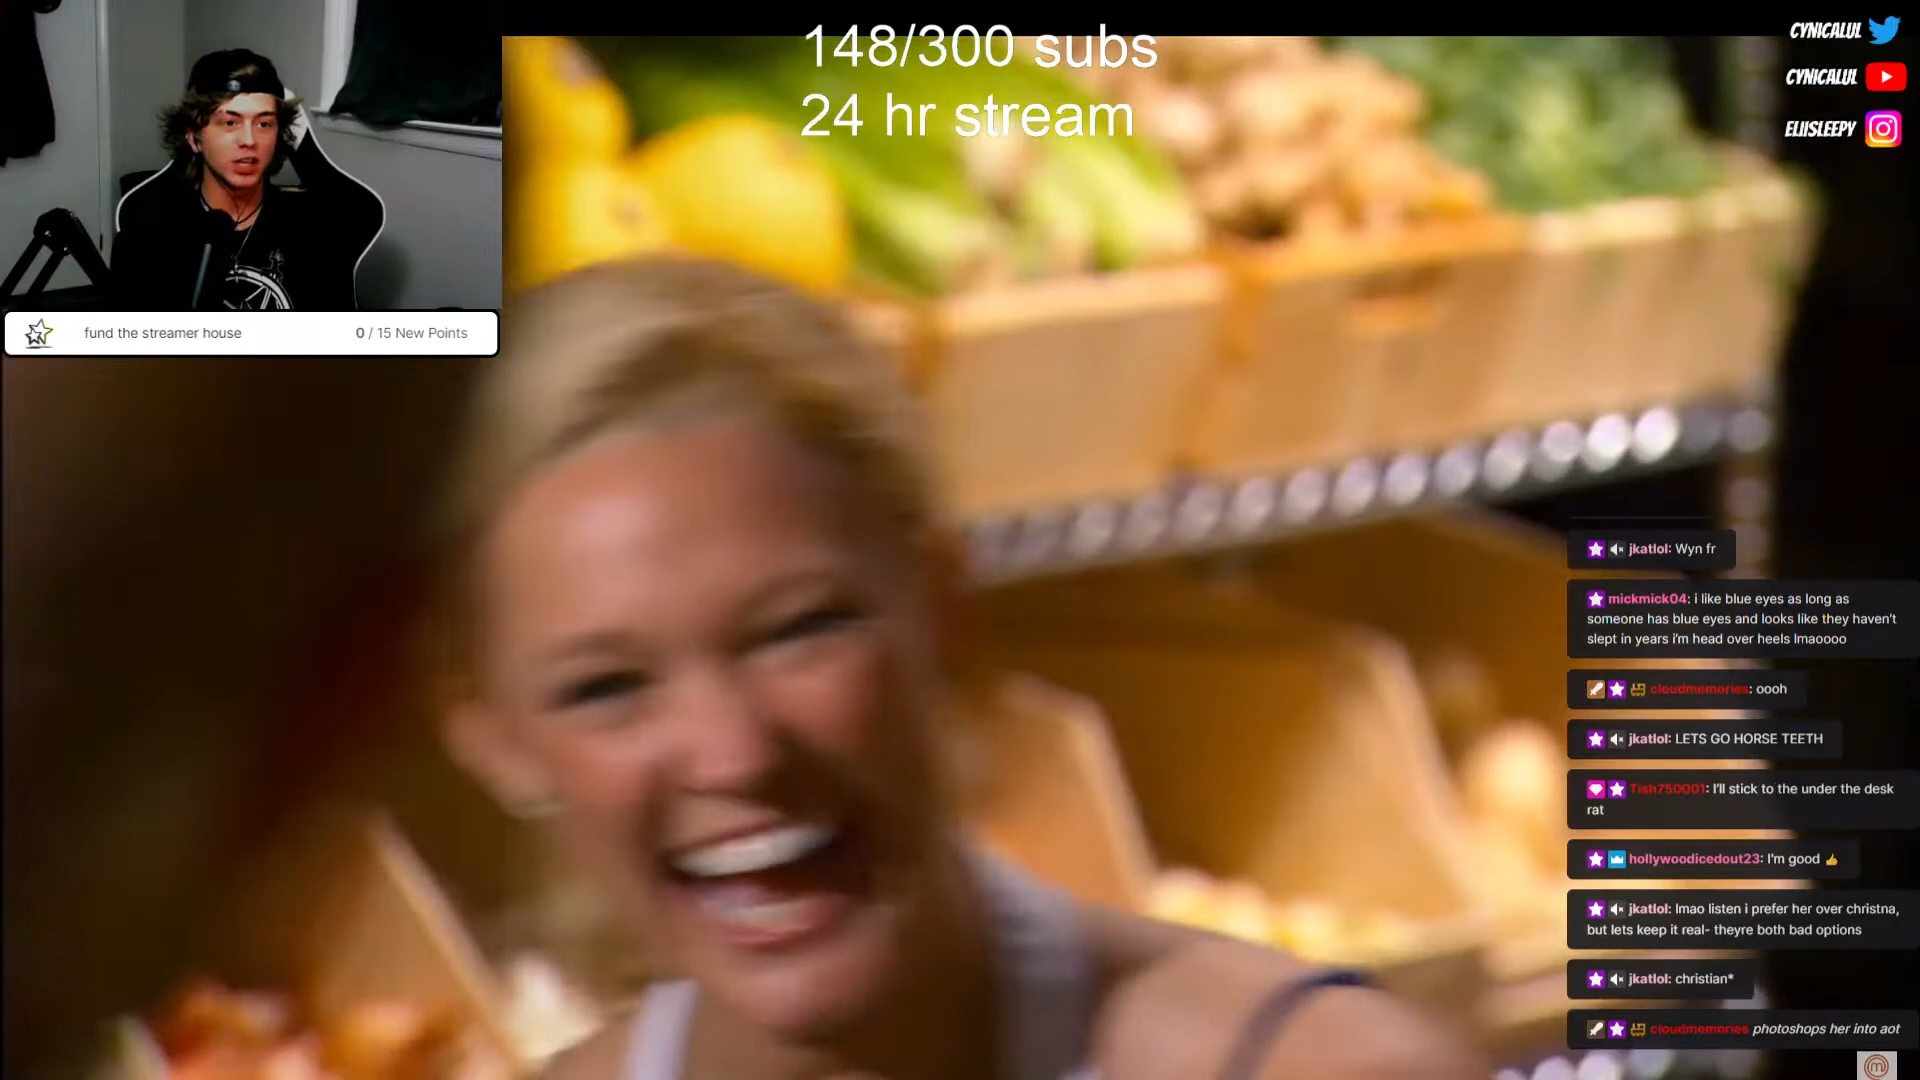 148/300 subs
24 hr stream
CYNICALUL
CYNICALUL
ELIISLEEPY
fund the streamer house 0 / 15 New Points
jkatlol: Wyn fr
mickmick04: i like blue eyes as long as
someone has blue eyes and looks like they haven't
slept in years i'm head over heels lmaoooo
cloudmemories: oooh
jkatlol: LETS GO HORSE TEETH
Tish750001: I'll stick to the under the desk
rat
hollywoodicedout23: I'm good 👍
jkatlol: lmao listen i prefer her over christna,
but lets keep it real- theyre both bad options
jkatlol: christian*
cloudmemories photoshops her into aot